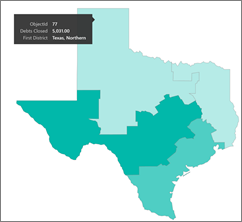 ObjectId 77
Debts Closed 5,031.00
First District Texas, Northern